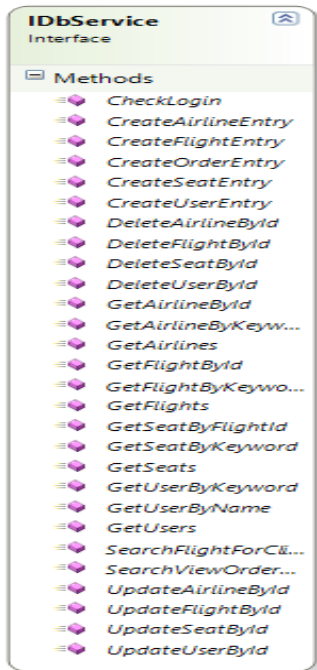 IDbService
Interface
Methods
CheckLogin
CreateAirlineEntry
CreateFlightEntry
CreateOrderEntry
CreateSeatEntry
CreateUserEntry
DeleteAirlineById
DeleteFlightById
DeleteSeatById
DeleteUserById
GetAirlineById
GetAirlineByKeyw...
GetAirlines
GetFlightById
GetFlightByKeywo...
GetFlights
GetSeatByFlightId
GetSeatByKeyword
GetSeats
GetUserByKeyword
GetUserByName
GetUsers
SearchFlightForCli...
SearchViewOrder...
UpdateAirlineById
UpdateFlightById
UpdateSeatById
UpdateUserById